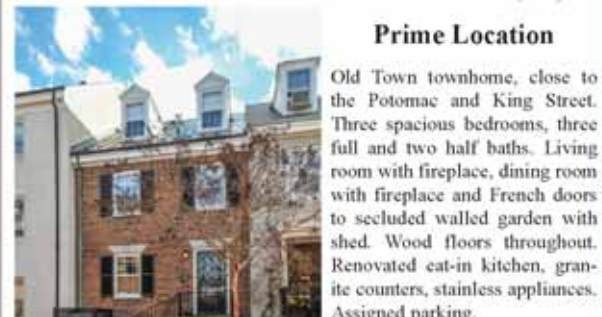 Prime Location
Old Town townhome, close to
the Potomac and King Street.
Three spacious bedrooms, three
full and two half baths. Living
room with fireplace, dining room
with fireplace and French doors
to secluded walled garden with
shed. Wood floors throughout.
Renovated eat-in kitchen, gran-
ite counters, stainless appliances.
Assigned parking.